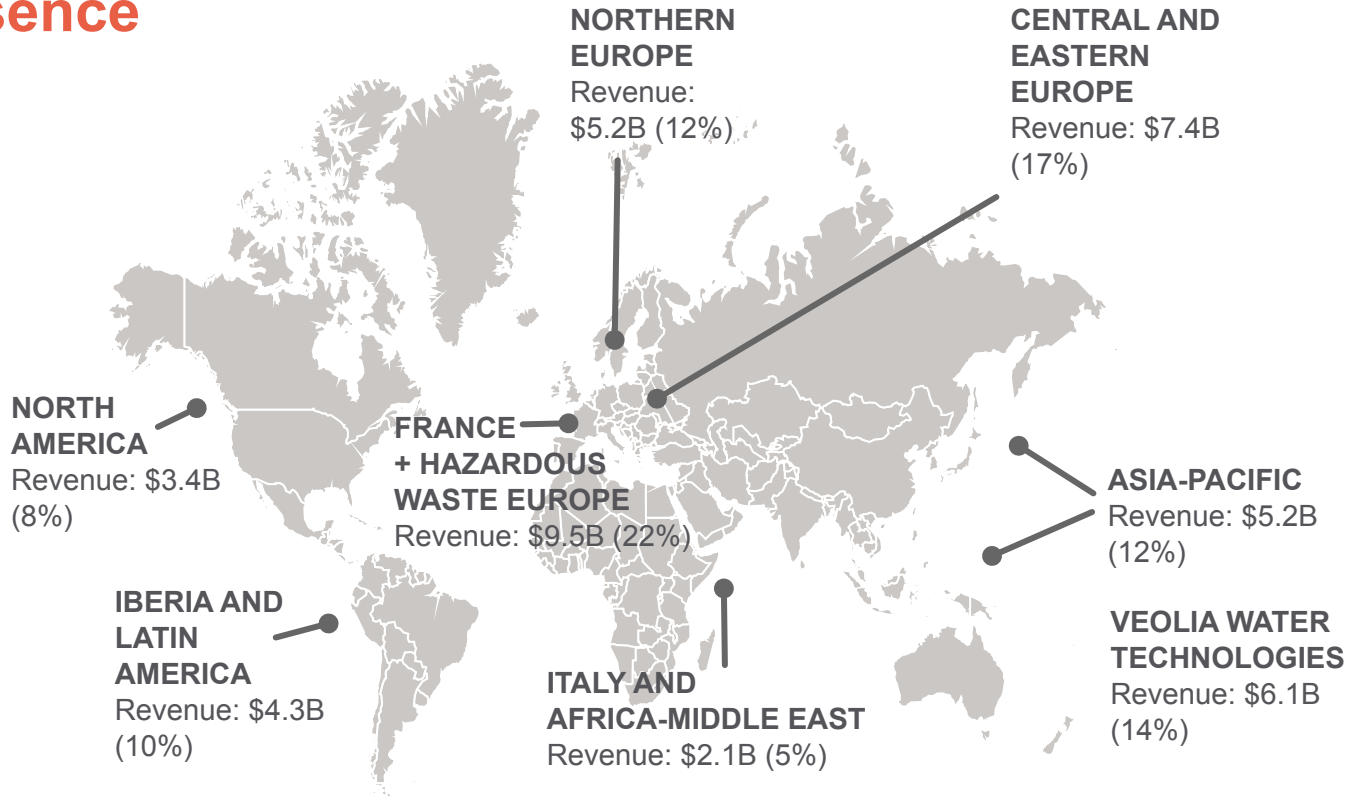 NORTHERN
EUROPE
Revenue:
$5.2B (12%)
CENTRAL AND
EASTERN
EUROPE
Revenue: $7.4B
(17%)
NORTH
AMERICA
Revenue: $3.4B
(8%)
FRANCE
+ HAZARDOUS
WASTE EUROPE
Revenue: $9.5B (22%)
ASIA-PACIFIC
Revenue: $5.2B
(12%)
IBERIA AND
LATIN
AMERICA
Revenue: $4.3B
(10%)
ITALY AND
AFRICA-MIDDLE EAST
Revenue: $2.1B (5%)
VEOLIA WATER
TECHNOLOGIES
Revenue: $6.1B
(14%)